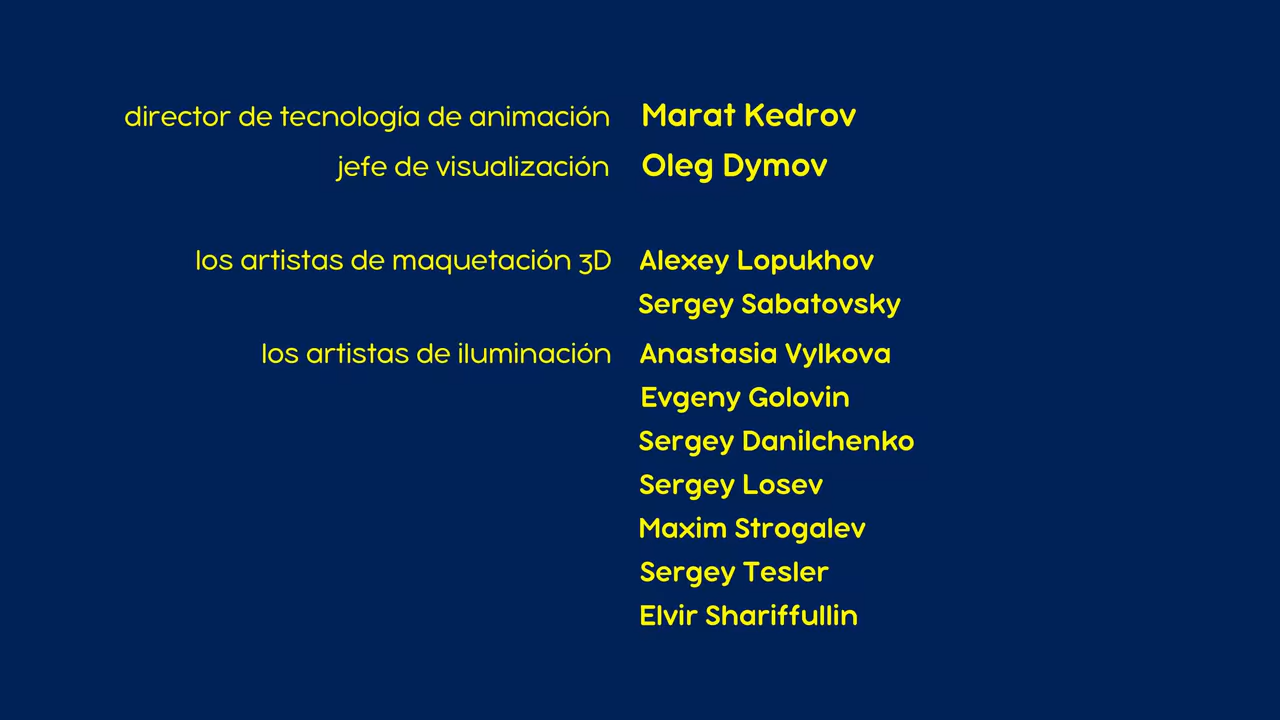 director de tecnología de animación Marat Kedrov
jefe de visualización Oleg Dymov
los artistas de maquetación 3D Alexey Lopukhov
Sergey Sabatovsky
los artistas de iluminación Anastasia Vylkova
Evgeny Golovin
Sergey Danilchenko
Sergey Losev
Maxim Strogalev
Sergey Tesler
Elvir Shariffullin